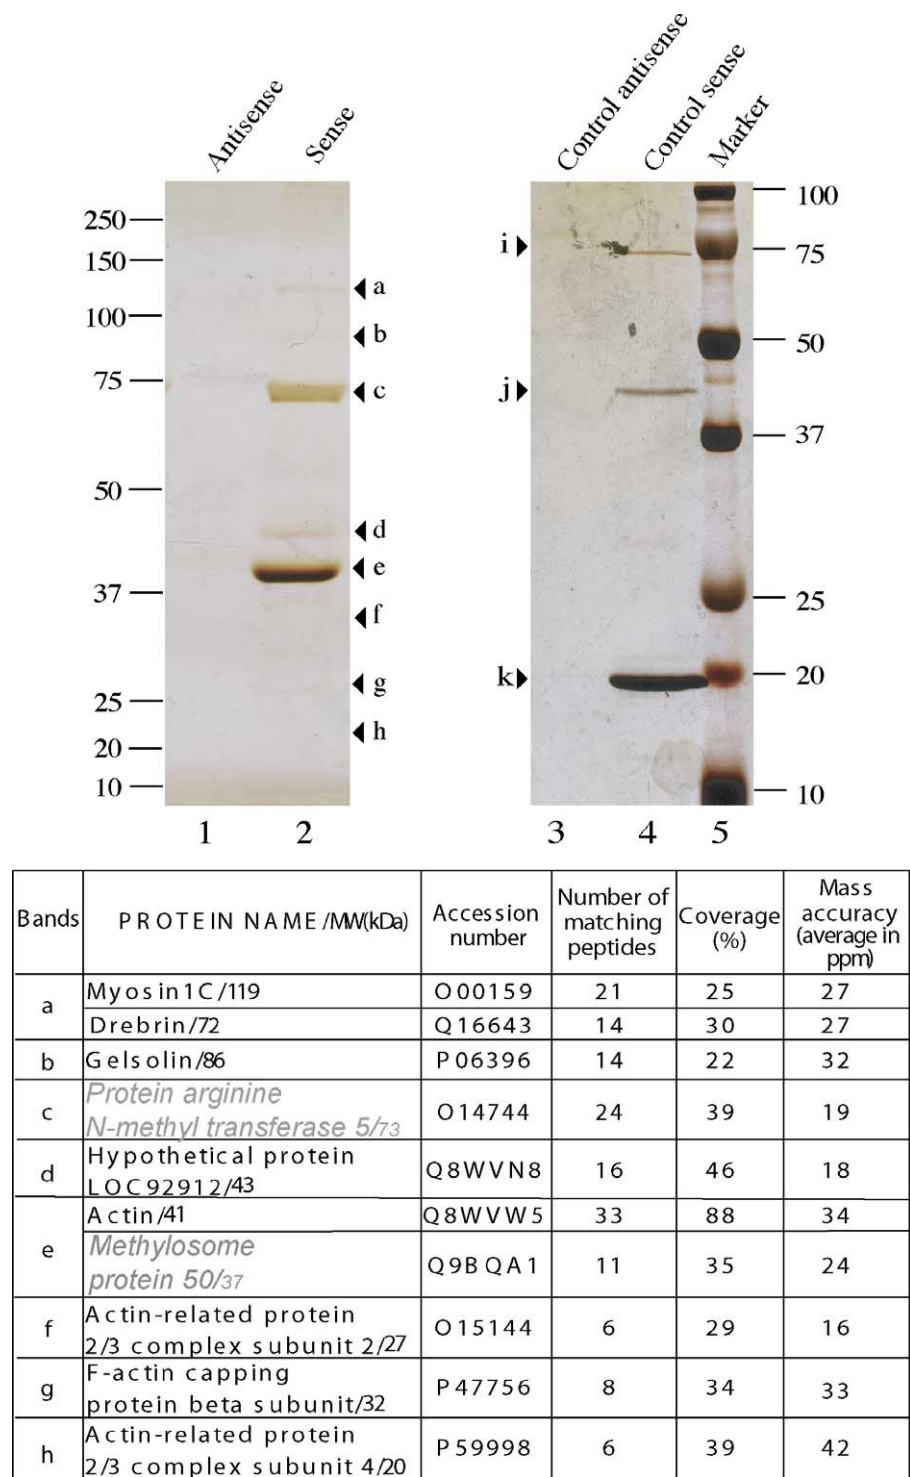 Antisense
Sense
Control antisense
Control sense
Marker
250
150
100
75
50
37
25
20
10
a
b
c
d
e
f
g
h
i
j
k
100
75
50
37
25
20
10
1 2 3 4 5
Bands PROTEIN NAME/MW(kDa) Accession number Number of matching peptides Coverage (%) Mass accuracy (average in ppm)
a Myosin1C/119 O00159 21 25 27
Drebrin/72 Q16643 14 30 27
b Gelsolin/86 P06396 14 22 32
c Protein arginine
N-methyl transferase 5/73 O14744 24 39 19
d Hypothetical protein
LOC92912/43 Q8WVN8 16 46 18
e Actin/41 Q8WVW5 33 88 34
Methylosome
protein 50/37 Q9BQA1 11 35 24
f Actin-related protein
2/3 complex subunit 2/27 O15144 6 29 16
g F-actin capping
protein beta subunit/32 P47756 8 34 33
h Actin-related protein
2/3 complex subunit 4/20 P59998 6 39 42